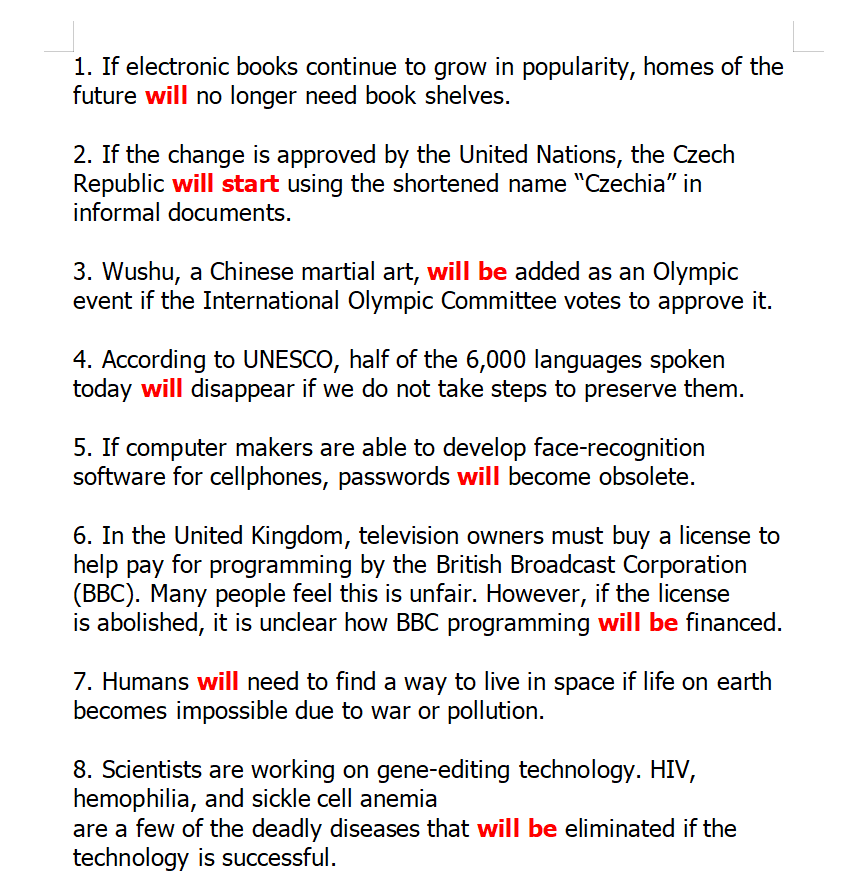 1. If electronic books continue to grow in popularity, homes of the
future will no longer need book shelves.
2. If the change is approved by the United Nations, the Czech
Republic will start using the shortened name “Czechia” in
informal documents.
3. Wushu, a Chinese martial art, will be added as an Olympic
event if the International Olympic Committee votes to approve it.
4. According to UNESCO, half of the 6,000 languages spoken
today will disappear if we do not take steps to preserve them.
5. If computer makers are able to develop face-recognition
software for cellphones, passwords will become obsolete.
6. In the United Kingdom, television owners must buy a license to
help pay for programming by the British Broadcast Corporation
(BBC). Many people feel this is unfair. However, if the license
is abolished, it is unclear how BBC programming will be financed.
7. Humans will need to find a way to live in space if life on earth
becomes impossible due to war or pollution.
8. Scientists are working on gene-editing technology. HIV,
hemophilia, and sickle cell anemia
are a few of the deadly diseases that will be eliminated if the
technology is successful.